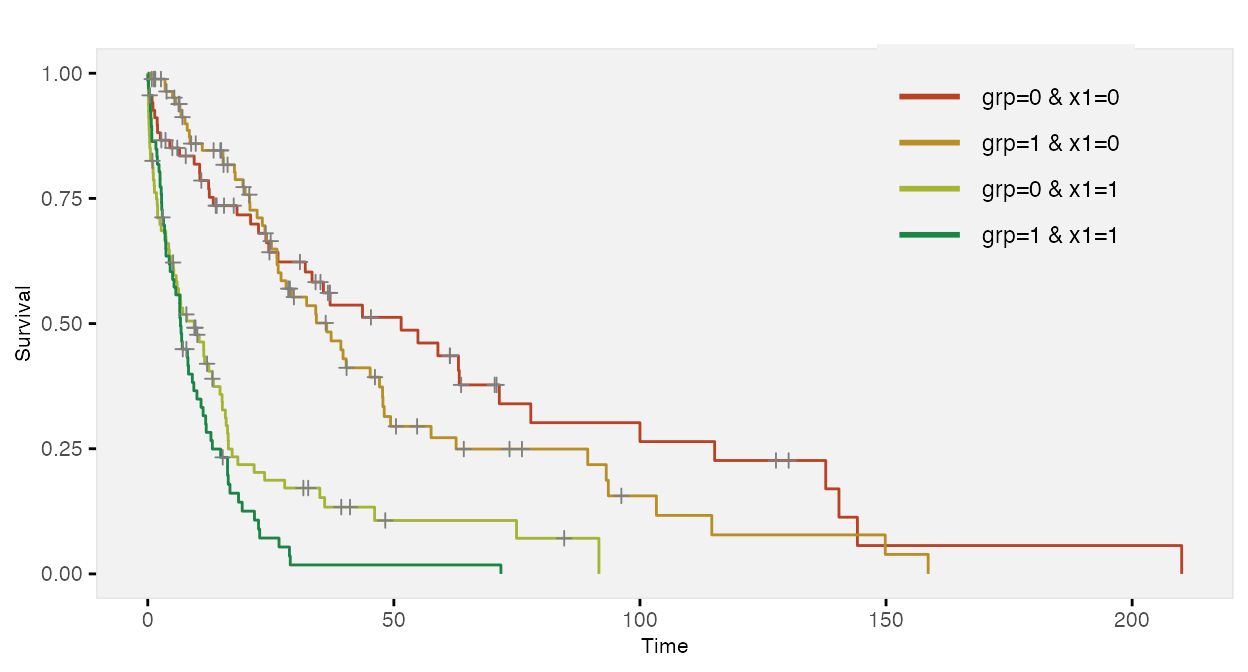 1.00
0.75
0.50
0.25
0.00
Survival
0 50 100 150 200
Time
grp=0 & x1=0
grp=1 & x1=0
grp=0 & x1=1
grp=1 & x1=1